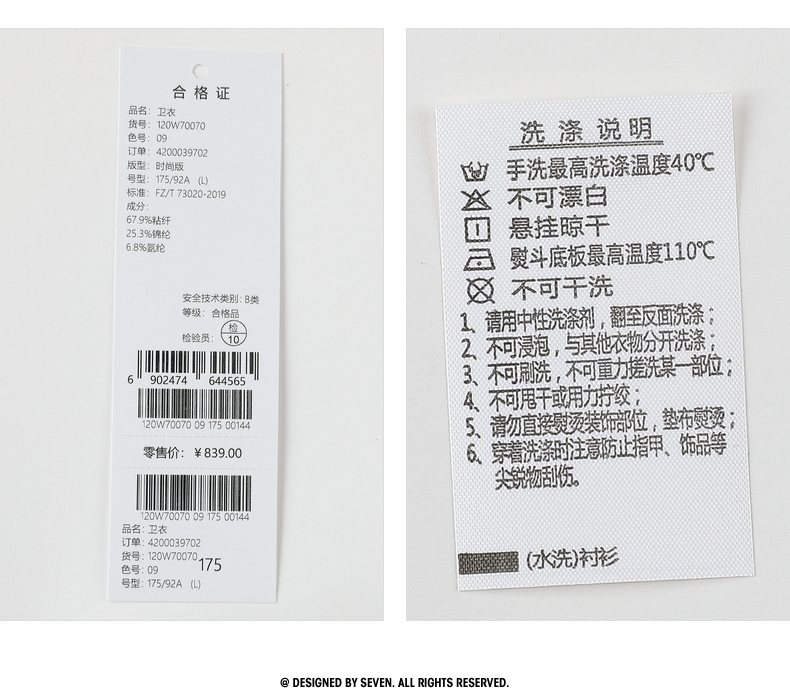 合格证
品名：卫衣
货号：120W70070
色号：09
订单：4200039702
版型：时尚版
号型：175/92A （L)
标准：FZ/T 73020-2019
成分：
67.9%粘纤
25.3%锦纶
6.8%氨纶
安全技术类别：B类
等级：合格品
检验员：检 10
6 902474 644565
120W70070 09 175 00144
零售价：￥839.00
120W70070 09 175 00144
品名：卫衣
订单：4200039702
货号：120W70070
175
色号：09
号型：175/92A （L)
洗涤说明
手洗最高洗涤温度40℃
不可漂白
悬挂晾干
熨斗底板最高温度110℃
不可干洗
1、请用中性洗涤剂，翻至反面洗涤；
2、不可浸泡，与其他衣物分开洗涤；
3、不可刷洗，不可重力搓洗某一部位；
4、不可甩干或用力拧绞；
5、请勿直接熨烫装饰部位，垫布熨烫；
6、穿着洗涤时注意防止指甲、饰品等
尖锐物刮伤。
(水洗)衬衫
@ DESIGNED BY SEVEN. ALL RIGHTS RESERVED.